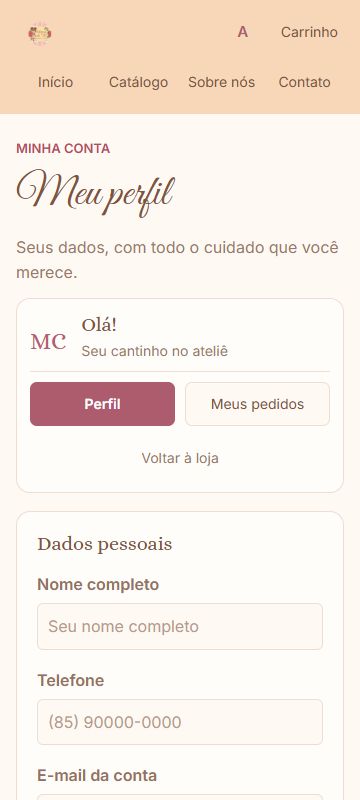 A
Carrinho
Início
Catálogo
Sobre nós
Contato
MINHA CONTA
Meu perfil
Seus dados, com todo o cuidado que você
merece.
MC
Olá!
Seu cantinho no ateliê
Perfil
Meus pedidos
Voltar à loja
Dados pessoais
Nome completo
Seu nome completo
Telefone
(85) 90000-0000
E-mail da conta